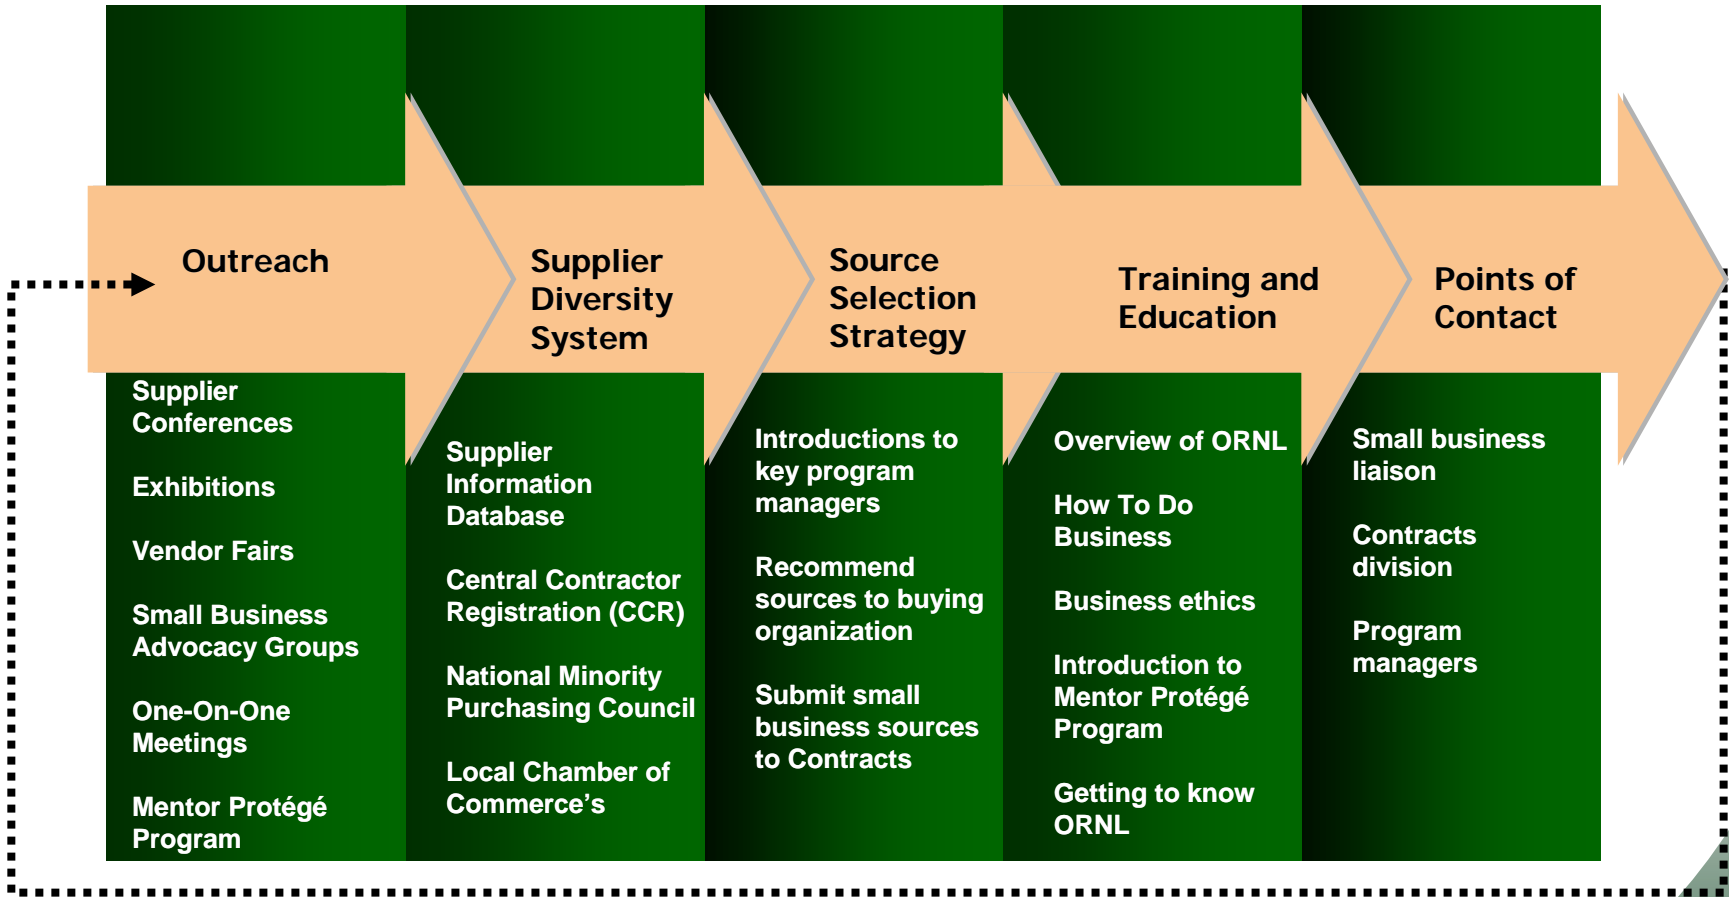 Outreach
Supplier
Diversity
System
Source
Selection
Strategy
Training and
Education
Points of
Contact
Supplier
Conferences
Exhibitions
Vendor Fairs
Small Business
Advocacy Groups
One-On-One
Meetings
Mentor Protégé
Program
Supplier
Information
Database
Central Contractor
Registration (CCR)
National Minority
Purchasing Council
Local Chamber of
Commerce’s
Introductions to
key program
managers
Recommend
sources to buying
organization
Submit small
business sources
to Contracts
Overview of ORNL
How To Do
Business
Business ethics
Introduction to
Mentor Protégé
Program
Getting to know
ORNL
Small business
liaison
Contracts
division
Program
managers